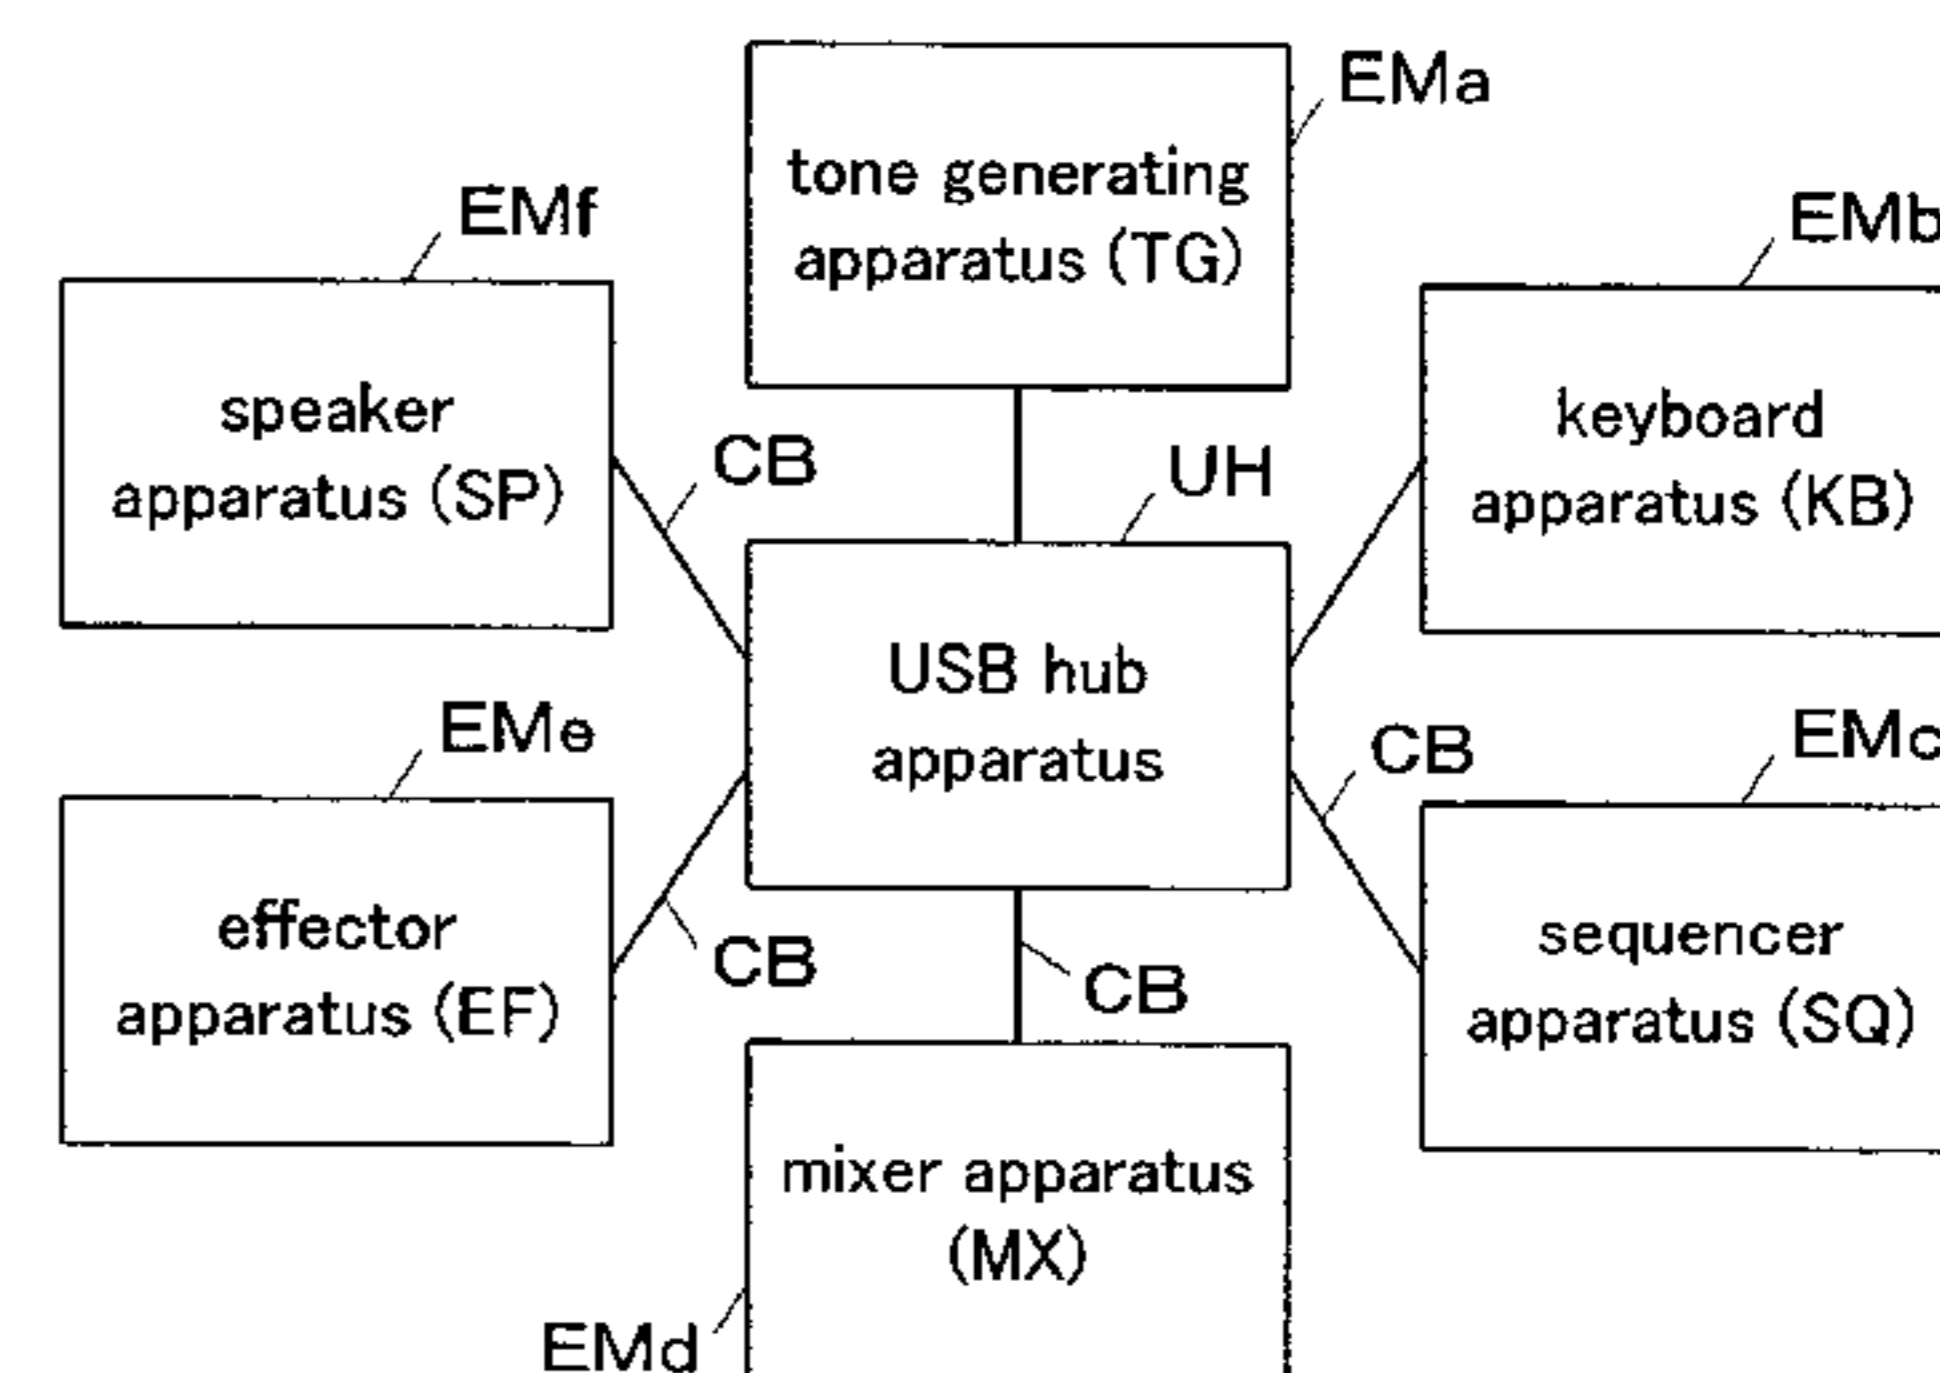 EMa
tone generating
apparatus (TG)
EMf
EMb
speaker
apparatus (SP)
keyboard
apparatus (KB)
CB
UH
USB hub
apparatus
EMe
CB
EMc
effector
apparatus (EF)
CB
CB
sequencer
apparatus (SQ)
mixer apparatus
(MX)
EMd